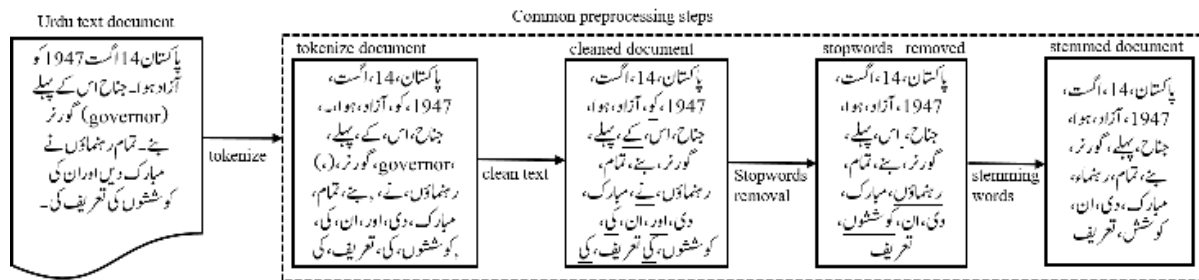 Urdu text document
Common preprocessing steps
پاکستان 14 اگست 1947 کو
آزاد ہوا۔ جناح اس کے پہلے
(governor) گورنر
بنے۔ تمام رہنماؤں نے
مبارک دیں اور ان کی
کوششوں کی تعریف کی۔
tokenize
tokenize document
پاکستان، 14، اگست،
1947، کو، آزاد، ہوا، ۔،
جناح، اس، کے، پہلے،
گورنر، governor، (،)
رہنماؤں، نے، ۔، بنے، تمام،
مبارک، دی، اور، ان، کی،
کوششوں، کی، تعریف، کی
clean text
cleaned document
پاکستان، 14، اگست،
1947، کو، آزاد، ہوا،
جناح، اس، کے، پہلے،
گورنر، بنے، تمام،
رہنماؤں، نے، مبارک،
دی، اور، ان، کی،
کوششوں، کی، تعریف، کی
Stopwords
removal
stopwords removed
پاکستان، 14، اگست،
1947، آزاد، ہوا،
جناح، اس، پہلے،
گورنر، بنے، تمام،
رہنماؤں، مبارک،
دی، ان، کوششوں،
تعریف
stemming
words
stemmed document
پاکستان، 14، اگست،
1947، آزاد، ہوا،
جناح، پہلے، گورنر،
بنے، تمام، رہنماء،
مبارک، دی، ان،
کوشش، تعریف